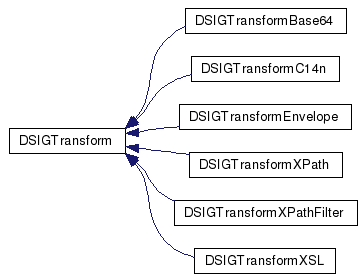 DSIGTransformBase64
DSIGTransformC14n
DSIGTransformEnvelope
DSIGTransform
DSIGTransformXPath
DSIGTransformXPathFilter
DSIGTransformXSL